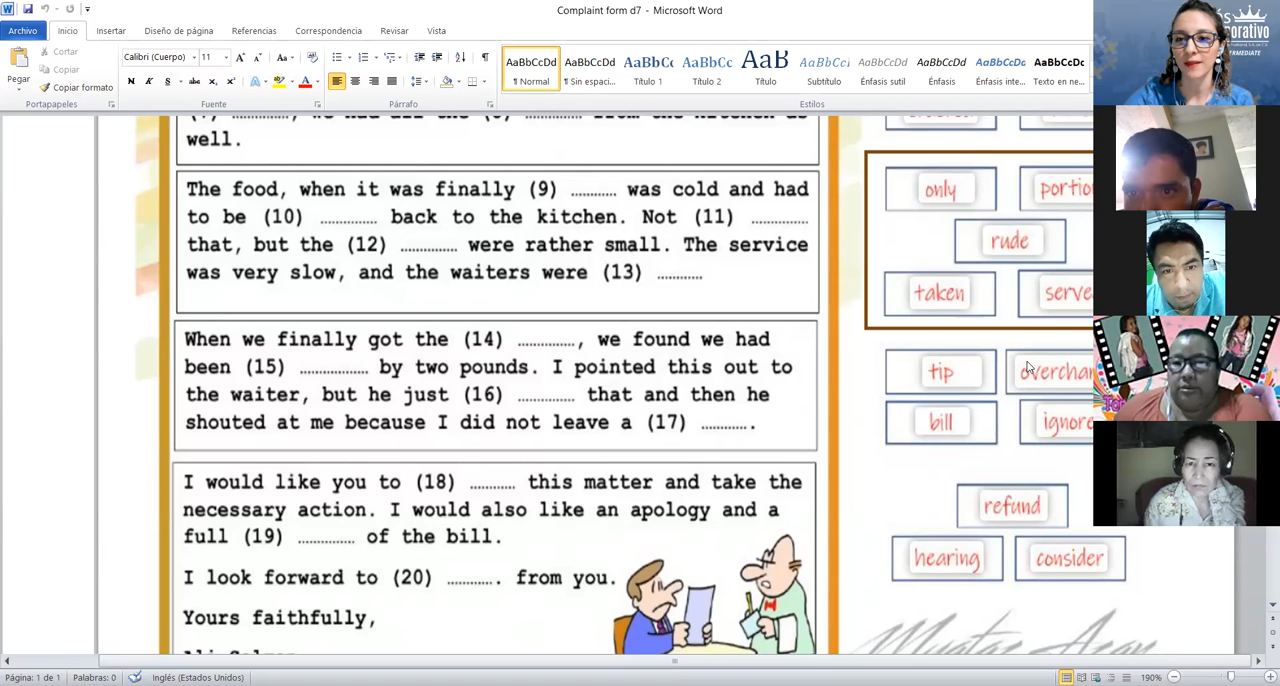 Complaint form d7 - Microsoft Word
Archivo Inicio Insertar Diseño de página Referencias Correspondencia Revisar Vista
Pegar
Cortar
Copiar
Copiar formato
Portapapeles
Calibri (Cuerpo) 11
Fuente
Párrafo
AaBbCcDd
¶ Normal
AaBbCcDd
¶ Sin espaci...
AaBbCc
Título 1
AaBbCc
Título 2
AaB
Título
AaBbCcI
Subtítulo
AaBbCcDd
Énfasis sutil
AaBbCcDd
Énfasis
AaBbCcDd
Énfasis inte...
AaBbCcDd
Texto en ne...
Estilos
well.
The food, when it was finally (9) ........... was cold and had
to be (10) .............. back to the kitchen. Not (11) ..............
that, but the (12) .............. were rather small. The service
was very slow, and the waiters were (13) ...........
When we finally got the (14) .............., we found we had
been (15) ................. by two pounds. I pointed this out to
the waiter, but he just (16) .............. that and then he
shouted at me because I did not leave a (17) ............
I would like you to (18) ........... this matter and take the
necessary action. I would also like an apology and a
full (19) .............. of the bill.
I look forward to (20) ............ from you.
Yours faithfully,
only
portio
rude
taken
serve
tip
overchar
bill
ignore
refund
hearing
consider
Página: 1 de 1 Palabras: 0 Inglés (Estados Unidos) 190%